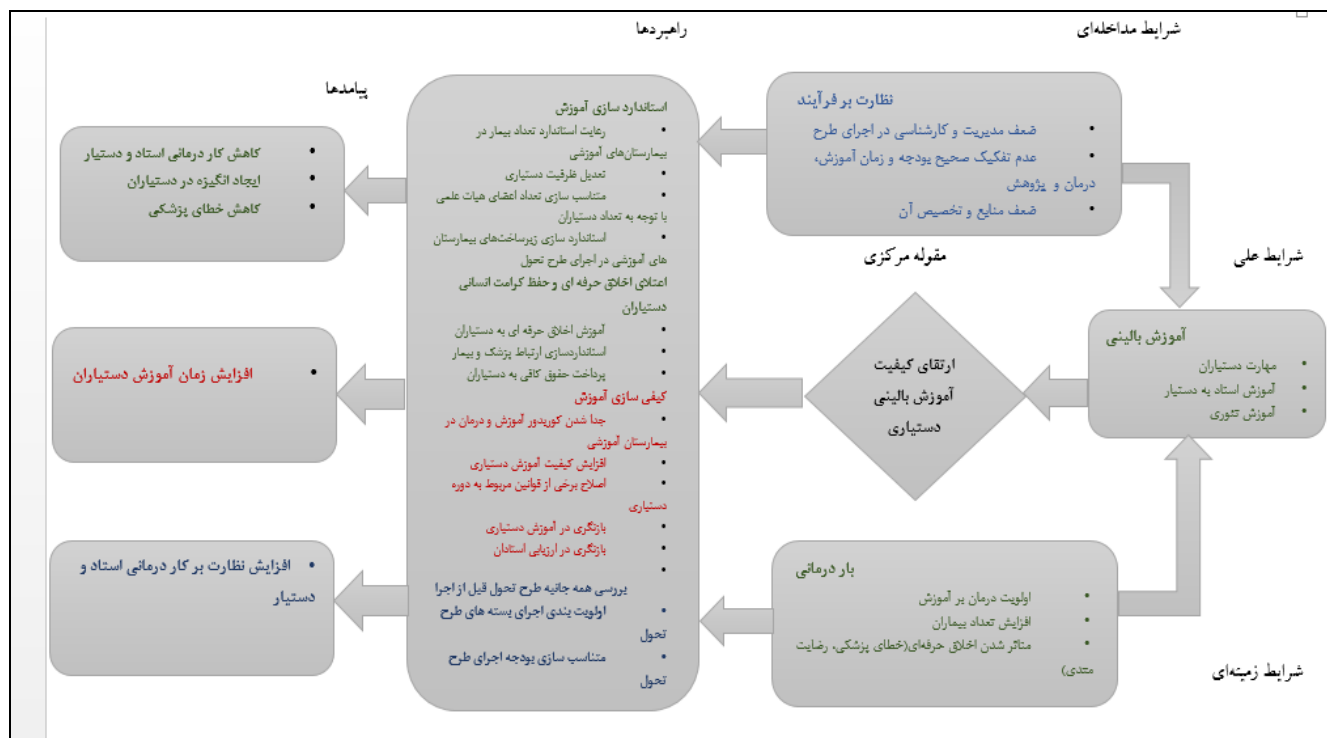 شرایط مداخله‌ای
راهبردها
پیامدها
نظارت بر فرآیند
• ضعف مدیریت و کارشناسی در اجرای طرح
• عدم تفکیک صحیح بودجه و زمان آموزش،
درمان و پژوهش
• ضعف منابع و تخصیص آن
شرایط علی
آموزش بالینی
• مهارت دستیاران
• آموزش استاد به دستیار
• آموزش تئوری
مقوله مرکزی
ارتقای کیفیت
آموزش بالینی
دستیاری
شرایط زمینه‌ای
بار درمانی
• اولویت درمان بر آموزش
• افزایش تعداد بیماران
• متاثر شدن اخلاق حرفه‌ای(خطای پزشکی، رضایت
مندی)
استاندارد سازی آموزش
• رعایت استاندارد تعداد بیمار در
بیمارستان‌های آموزشی
• تعدیل ظرفیت دستیاری
• متناسب سازی تعداد اعضای هیات علمی
با توجه به تعداد دستیاران
• استاندارد سازی زیرساخت‌های بیمارستان
های آموزشی در اجرای طرح تحول
اعتلای اخلاق حرفه ای و حفظ کرامت انسانی
دستیاران
• آموزش اخلاق حرفه ای به دستیاران
• استانداردسازی ارتباط پزشک و بیمار
• پرداخت حقوق کافی به دستیاران
کیفی سازی آموزش
• جدا شدن کوریدور آموزش و درمان در
بیمارستان آموزشی
• افزایش کیفیت آموزش دستیاری
• اصلاح برخی از قوانین مربوط به دوره
دستیاری
• بازنگری در آموزش دستیاری
• بازنگری در ارزیابی استادان
•
بررسی همه جانبه طرح تحول قبل از اجرا
• اولویت بندی اجرای بسته های طرح
تحول
• متناسب سازی بودجه اجرای طرح
تحول
• کاهش کار درمانی استاد و دستیار
• ایجاد انگیزه در دستیاران
• کاهش خطای پزشکی
• افزایش زمان آموزش دستیاران
• افزایش نظارت بر کار درمانی استاد و
دستیار